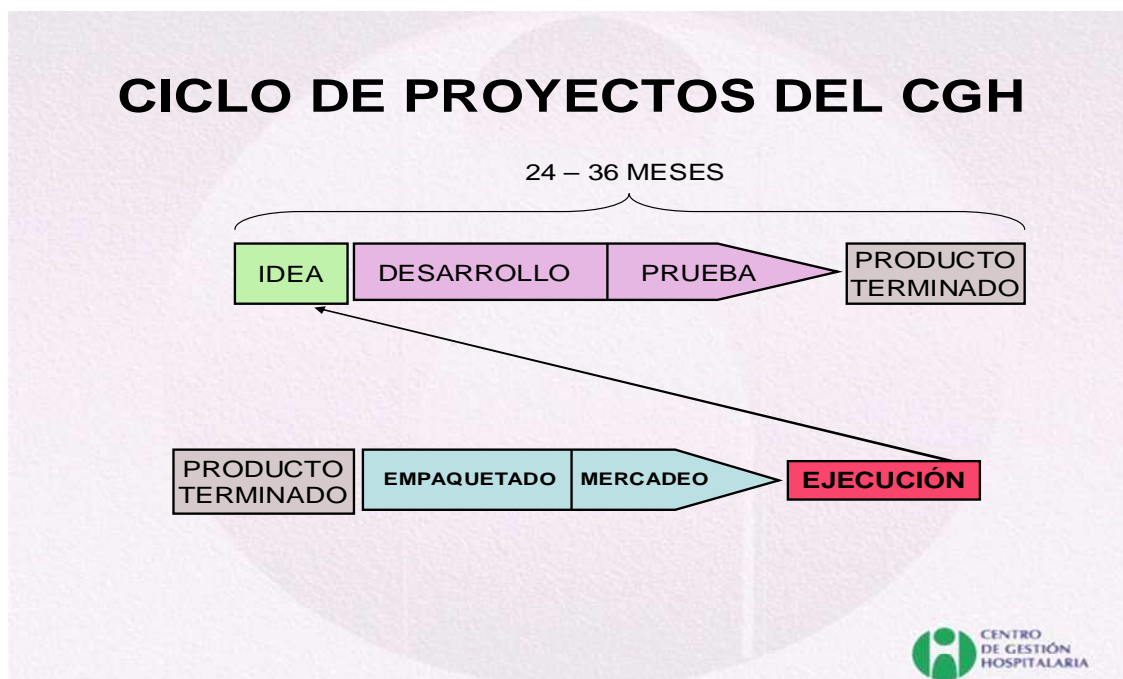 CICLO DE PROYECTOS DEL CGH
24 – 36 MESES
IDEA
DESARROLLO
PRUEBA
PRODUCTO
TERMINADO
PRODUCTO
TERMINADO
EMPAQUETADO
MERCADEO
EJECUCIÓN
CENTRO
DE GESTIÓN
HOSPITALARIA